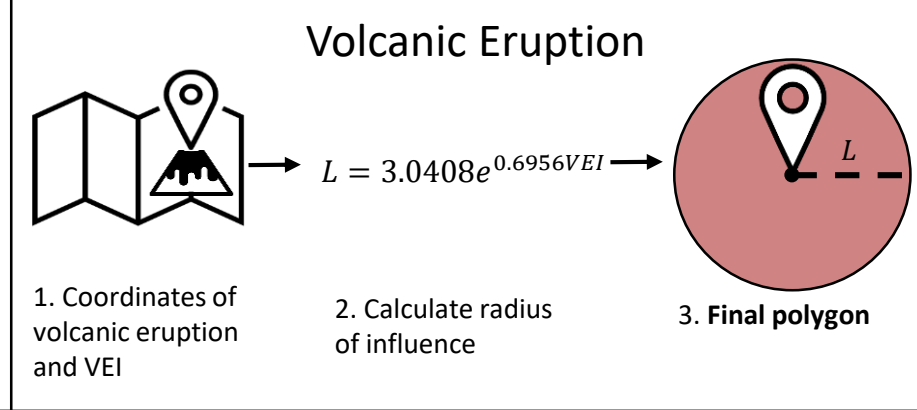 Volcanic Eruption
L = 3.0408e^{0.6956VEI}
L
1. Coordinates of
volcanic eruption
and VEI
2. Calculate radius
of influence
3. Final polygon